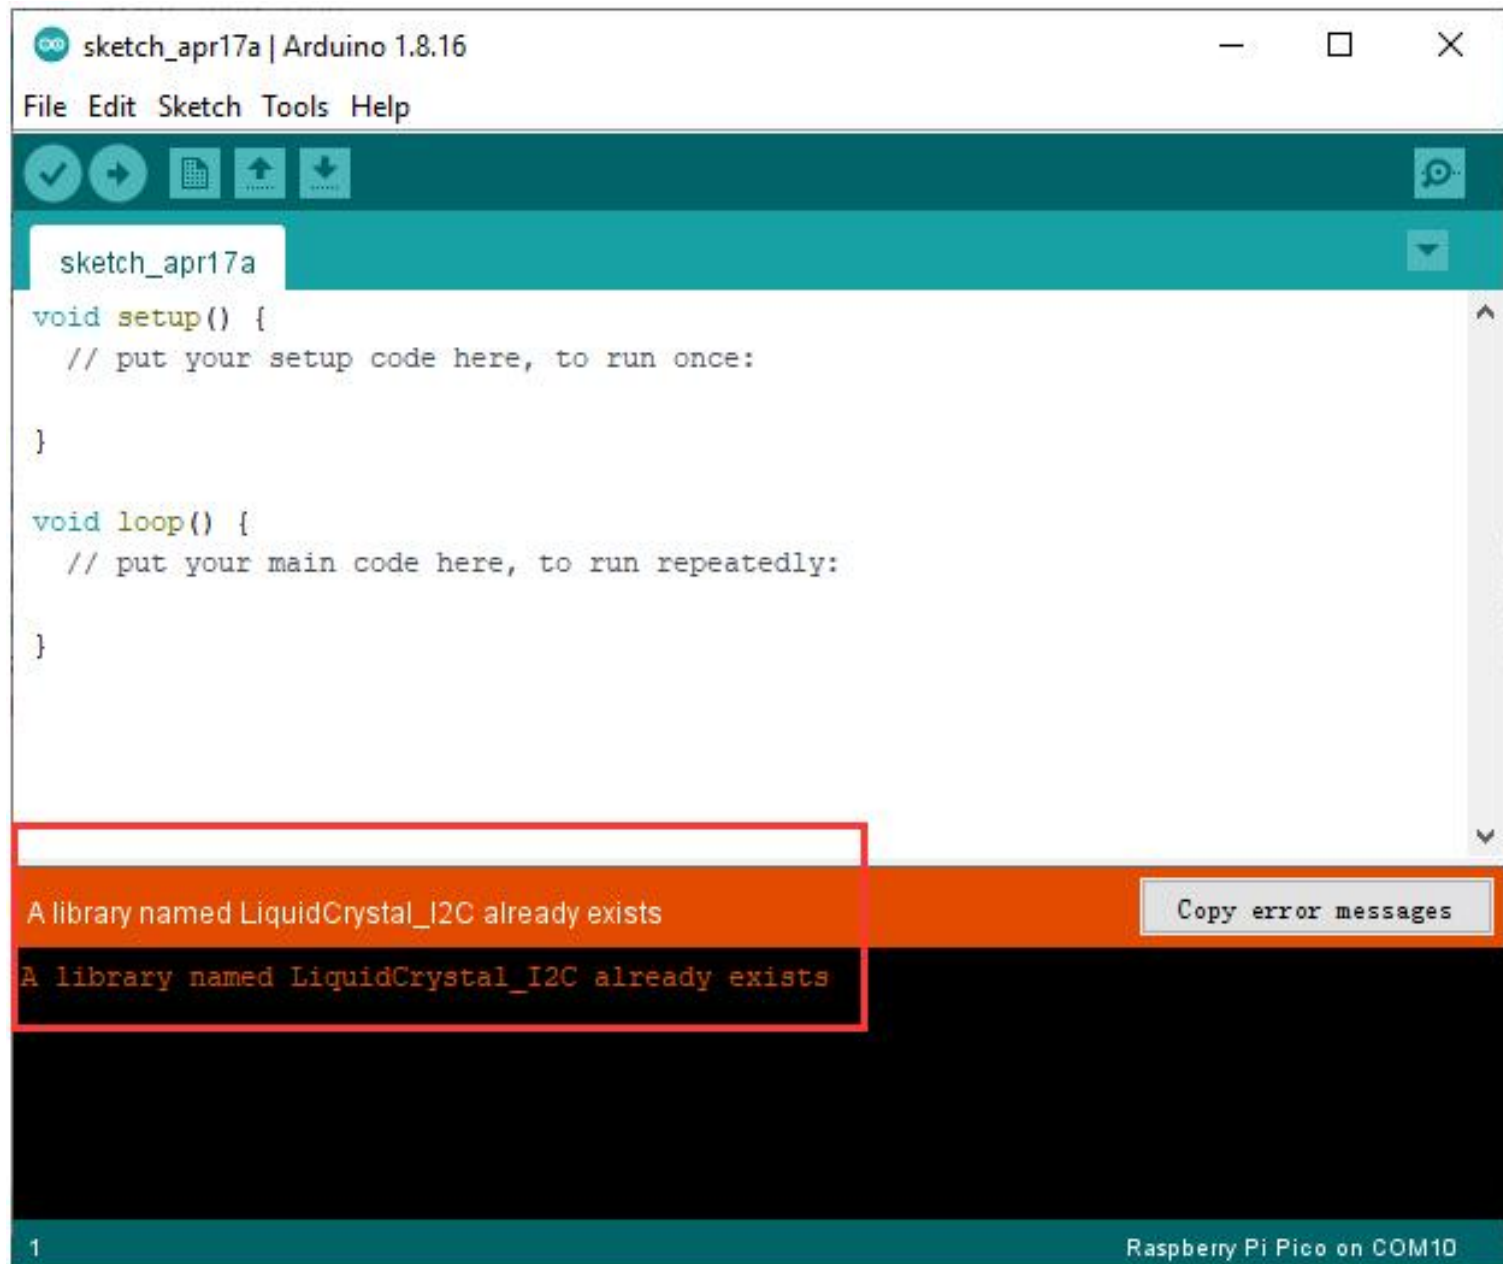 sketch_apr17a | Arduino 1.8.16
File Edit Sketch Tools Help
sketch_apr17a
void setup() {
  // put your setup code here, to run once:
}
void loop() {
  // put your main code here, to run repeatedly:
}
A library named LiquidCrystal_I2C already exists
Copy error messages
A library named LiquidCrystal_I2C already exists
1
Raspberry Pi Pico on COM10